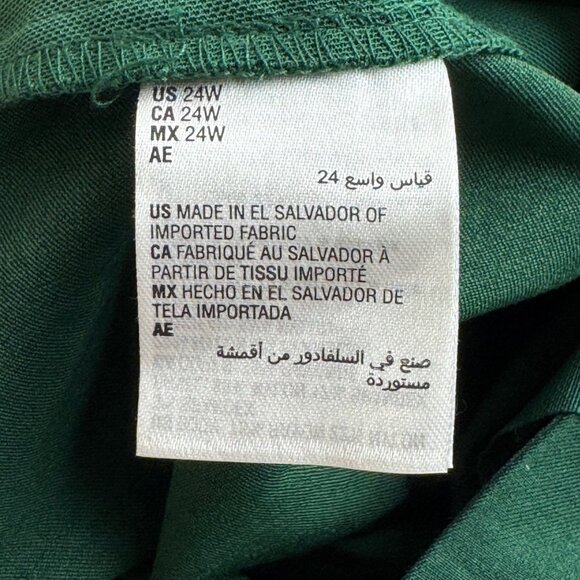 US 24W
CA 24W
MX 24W
AE
قياس واسع 24
US MADE IN EL SALVADOR OF
IMPORTED FABRIC
CA FABRIQUÉ AU SALVADOR À
PARTIR DE TISSU IMPORTÉ
MX HECHO EN EL SALVADOR DE
TELA IMPORTADA
AE
صنع في السلفادور من أقمشة
مستوردة